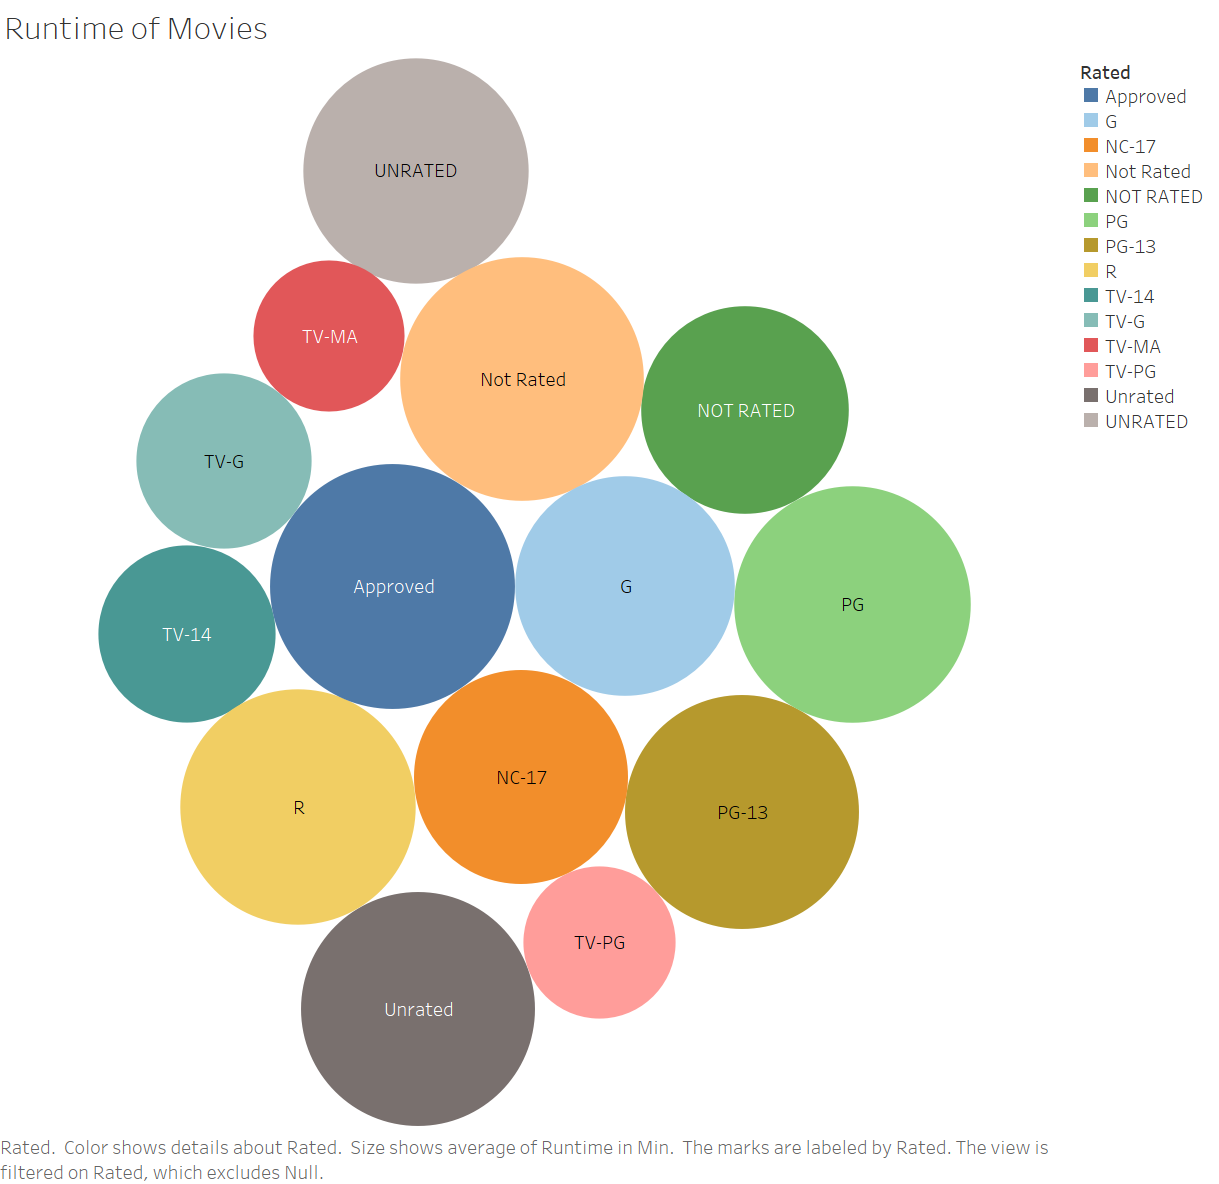 Runtime of Movies
Rated
Approved
G
NC-17
Not Rated
NOT RATED
PG
PG-13
R
TV-14
TV-G
TV-MA
TV-PG
Unrated
UNRATED
UNRATED
TV-MA
Not Rated
NOT RATED
TV-G
Approved
G
PG
TV-14
NC-17
R
PG-13
TV-PG
Unrated
Rated.  Color shows details about Rated.  Size shows average of Runtime in Min.  The marks are labeled by Rated. The view is
filtered on Rated, which excludes Null.